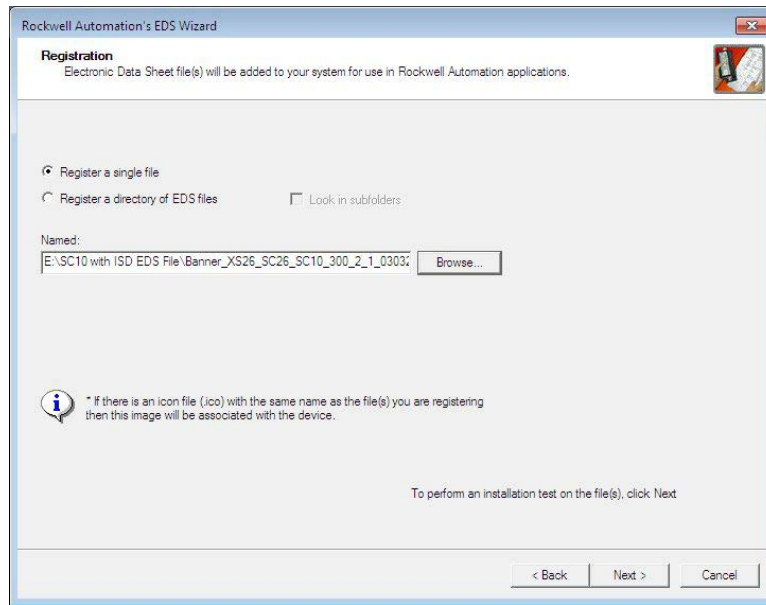 Rockwell Automation's EDS Wizard
Registration
Electronic Data Sheet file(s) will be added to your system for use in Rockwell Automation applications.
Register a single file
Register a directory of EDS files
Look in subfolders
Named:
E:\SC10 with ISD EDS File\Banner_XS26_SC26_SC10_300_2_1_0303
Browse...
* If there is an icon file (.ico) with the same name as the file(s) you are registering
then this image will be associated with the device.
To perform an installation test on the file(s), click Next
< Back
Next >
Cancel